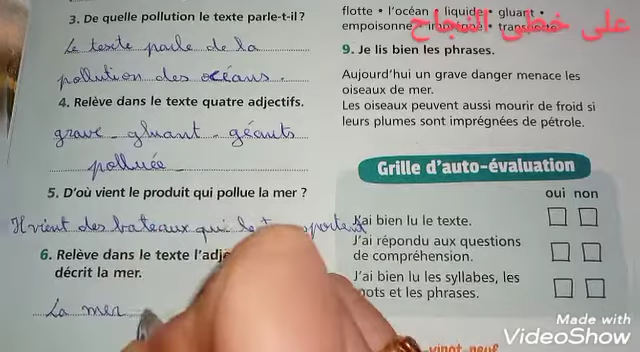 3. De quelle pollution le texte parle-t-il ?
Le texte parle de la
pollution des océans.
4. Relève dans le texte quatre adjectifs.
grave - gluant - géants
polluée
5. D'où vient le produit qui pollue la mer ?
Il vient des bateaux qui le
6. Relève dans le texte
décrit la mer.
La mer
flotte • l'océan liquide • gluant •
empoisonne •
على خطى النجاح
9. Je lis bien les phrases.
Aujourd'hui un grave danger menace les
oiseaux de mer.
Les oiseaux peuvent aussi mourir de froid si
leurs plumes sont imprégnées de pétrole.
Grille d'auto-évaluation
oui non
J'ai bien lu le texte.
J'ai répondu aux questions
de compréhension.
J'ai bien lu les syllabes, les
mots et les phrases.
vingt-neuf
Made with
VideoShow